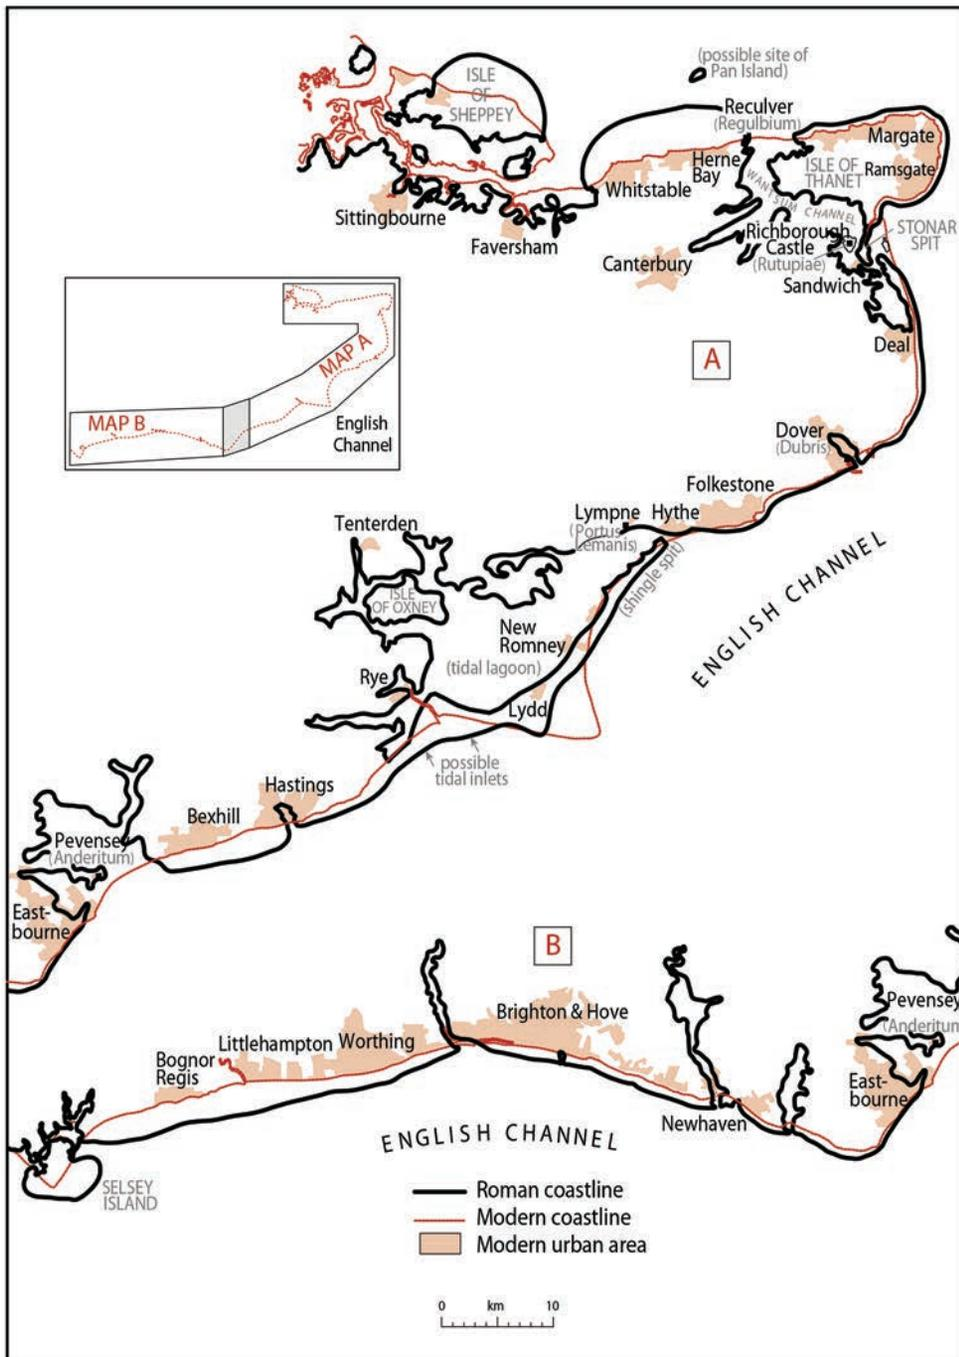 (possible site of
Pan Island)
ISLE
OF
SHEPPEY
Reculver
(Regulbium)
Margate
Herne
Bay
ISLE OF
THANET
Ramsgate
Whitstable
WANTSUM CHANNEL
Sittingbourne
Faversham
Richborough
Castle
(Rutupiae)
STONAR
SPIT
Canterbury
Sandwich
Deal
A
MAP A
MAP B
English
Channel
Dover
(Dubris)
Folkestone
Lympne
(Portus
Lemanis)
Hythe
Tenterden
(shingle spit)
ENGLISH CHANNEL
ISLE
OF OXNEY
New
Romney
(tidal lagoon)
Rye
Lydd
possible
tidal inlets
Hastings
Bexhill
Pevensey
(Anderitum)
East-
bourne
B
Brighton & Hove
Pevensey
(Anderitum
Littlehampton
Worthing
Bognor
Regis
East-
bourne
Newhaven
ENGLISH CHANNEL
SELSEY
ISLAND
Roman coastline
Modern coastline
Modern urban area
0 km 10